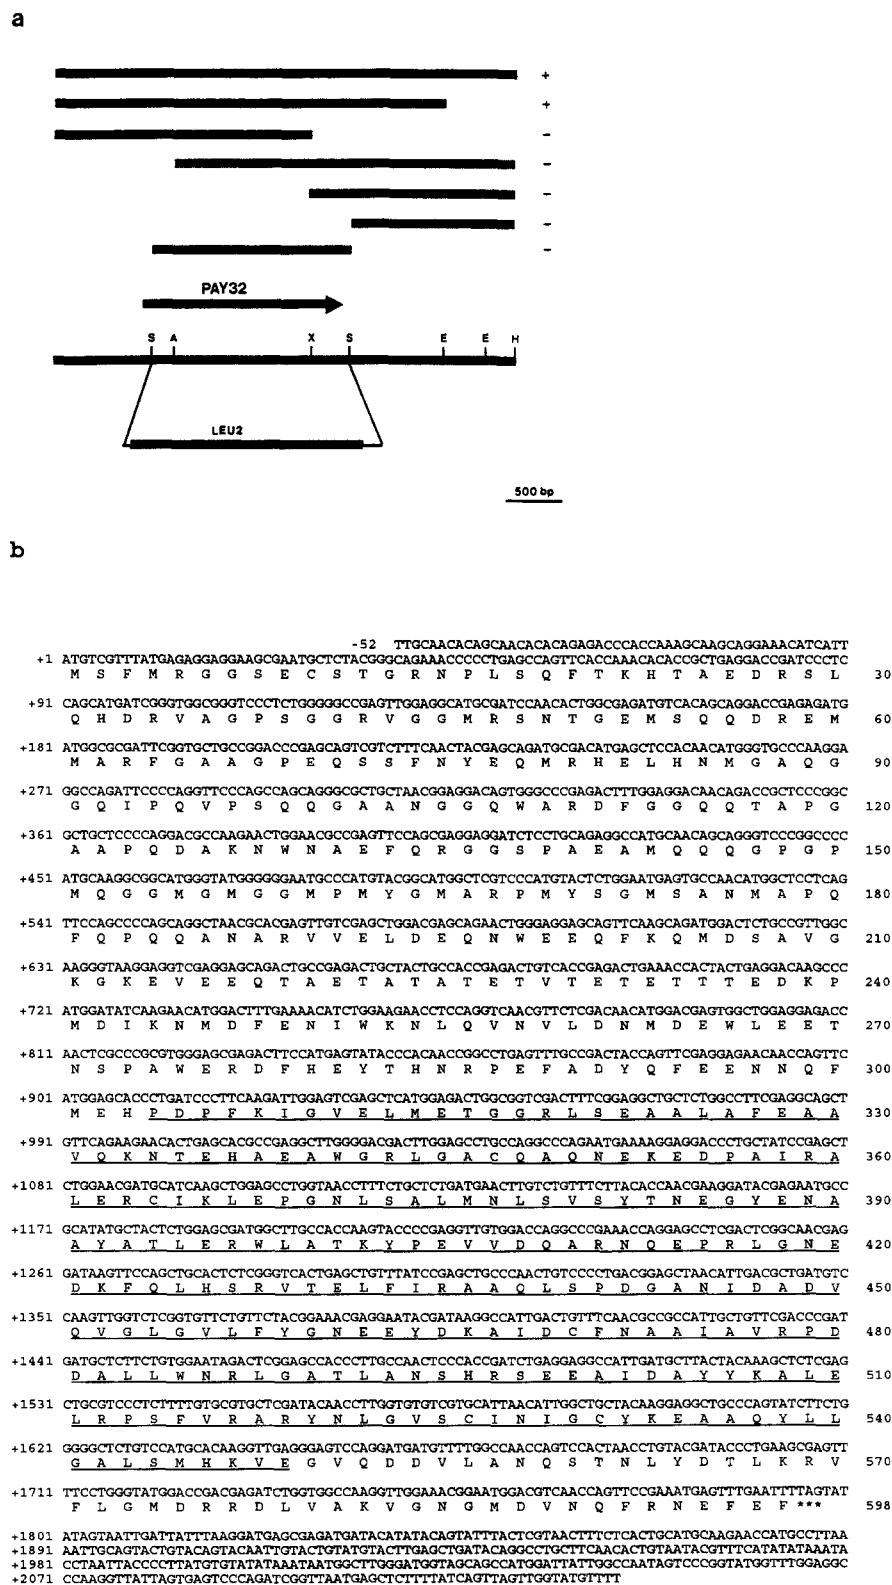 a
+
+
-
-
-
-
-
PAY32
S A X S E E H
LEU2
500 bp
b
-52 TTGCAACACAGCAACACACAGAGACCCACCAAAGCAAGCAGGAAACATCATT
+1 ATGTCGTTTATGAGAGGAGGAAGCGAATGCTCTACGGGCAGAAACCCCCTGAGCCAGTTCACCAAACACACCGCTGAGGACCGATCCCTC
M S F M R G G S E C S T G R N P L S Q F T K H T A E D R S L 30
+91 CAGCATGATCGGGTGGCGGGTCCCTCTGGGGGCCGAGTTGGAGGCATGCGATCCAACACTGGCGAGATGTCACAGCAGGACCGAGAGATG
Q H D R V A G P S G G R V G G M R S N T G E M S Q Q D R E M 60
+181 ATGGCGCGATTCGGTGCTGCCGGACCCGAGCAGTCGTCTTTCAACTACGAGCAGATGCGACATGAGCTCCACAACATGGGTGCCCAAGGA
M A R F G A A G P E Q S S F N Y E Q M R H E L H N M G A Q G 90
+271 GGCCAGATTCCCCAGGTTCCCAGCCAGCAGGGCGCTGCTAACGGAGGACAGTGGGCCCGAGACTTTGGAGGACAACAGACCGCTCCCGGC
G Q I P Q V P S Q Q G A A N G G Q W A R D F G G Q Q T A P G 120
+361 GCTGCTCCCCAGGACGCCAAGAACTGGAACGCCGAGTTCCAGCGAGGAGGATCTCCTGCAGAGGCCATGCAACAGCAGGGTCCCGGCCCC
A A P Q D A K N W N A E F Q R G G S P A E A M Q Q Q G P G P 150
+451 ATGCAAGGCGGCATGGGTATGGGGGGAATGCCCATGTACGGCATGGCTCGTCCCATGTACTCTGGAATGAGTGCCAACATGGCTCCTCAG
M Q G G M G M G G M P M Y G M A R P M Y S G M S A N M A P Q 180
+541 TTCCAGCCCCAGCAGGCTAACGCACGAGTTGTCGAGCTGGACGAGCAGAACTGGGAGGAGCAGTTCAAGCAGATGGACTCTGCCGTTGGC
F Q P Q Q A N A R V V E L D E Q N W E E Q F K Q M D S A V G 210
+631 AAGGGTAAGGAGGTCGAGGAGCAGACTGCCGAGACTGCTACTGCCACCGAGACTGTCACCGAGACTGAAACCACTACTGAGGACAAGCCC
K G K E V E E Q T A E T A T A T E T V T E T E T T T E D K P 240
+721 ATGGATATCAAGAACATGGACTTTGAAAACATCTGGAAGAACCTCCAGGTCAACGTTCTCGACAACATGGACGAGTGGCTGGAGGAGACC
M D I K N M D F E N I W K N L Q V N V L D N M D E W L E E T 270
+811 AACTCGCCCGCGTGGGAGCGAGACTTCCATGAGTATACCCACAACCGGCCTGAGTTTGCCGACTACCAGTTCGAGGAGAACAACCAGTTC
N S P A W E R D F H E Y T H N R P E F A D Y Q F E E N N Q F 300
+901 ATGGAGCACCCTGATCCCTTCAAGATTGGAGTCGAGCTCATGGAGACTGGCGGTCGACTTTCGGAGGCTGCTCTGGCCTTCGAGGCAGCT
M E H P D P F K I G V E L M E T G G R L S E A A L A F E A A 330
+991 GTTCAGAAGAACACTGAGCACGCCGAGGCTTGGGGACGACTTGGAGCCTGCCAGGCCCAGAATGAAAAGGAGGACCCTGCTATCCGAGCT
V Q K N T E H A E A W G R L G A C Q A Q N E K E D P A I R A 360
+1081 CTGGAACGATGCATCAAGCTGGAGCCTGGTAACCTTTCTGCTCTGATGAACTTGTCTGTTTCTTACACCAACGAAGGATACGAGAATGCC
L E R C I K L E P G N L S A L M N L S V S Y T N E G Y E N A 390
+1171 GCATATGCTACTCTGGAGCGATGGCTTGCCACCAAGTACCCCGAGGTTGTGGACCAGGCCCGAAACCAGGAGCCTCGACTCGGCAACGAG
A Y A T L E R W L A T K Y P E V V D Q A R N Q E P R L G N E 420
+1261 GATAAGTTCCAGCTGCACTCTCGGGTCACTGAGCTGTTTATCCGAGCTGCCCAACTGTCCCCTGACGGAGCTAACATTGACGCTGATGTC
D K F Q L H S R V T E L F I R A A Q L S P D G A N I D A D V 450
+1351 CAAGTTGGTCTCGGTGTTCTGTTCTACGGAAACGAGGAATACGATAAGGCCATTGACTGTTTCAACGCCGCCATTGCTGTTCGACCCGAT
Q V G L G V L F Y G N E E Y D K A I D C F N A A I A V R P D 480
+1441 GATGCTCTTCTGTGGAATAGACTCGGAGCCACCCTTGCCAACTCCCACCGATCTGAGGAGGCCATTGATGCTTACTACAAAGCTCTCGAG
D A L L W N R L G A T L A N S H R S E E A I D A Y Y K A L E 510
+1531 CTGCGTCCCTCTTTTGTGCGTGCTCGATACAACCTTGGTGTGTCGTGCATTAACATTGGCTGCTACAAGGAGGCTGCCCAGTATCTTCTG
L R P S F V R A R Y N L G V S C I N I G C Y K E A A Q Y L L 540
+1621 GGGGCTCTGTCCATGCACAAGGTTGAGGGAGTCCAGGATGATGTTTTGGCCAACCAGTCCACTAACCTGTACGATACCCTGAAGCGAGTT
G A L S M H K V E G V Q D D V L A N Q S T N L Y D T L K R V 570
+1711 TTCCTGGGTATGGACCGACGAGATCTGGTGGCCAAGGTTGGAAACGGAATGGACGTCAACCAGTTCCGAAATGAGTTTGAATTTTAGTAT
F L G M D R R D L V A K V G N G M D V N Q F R N E F E F *** 598
+1801 ATAGTAATTGATTATTTAAGGATGAGCGAGATGATACATATACAGTATTTACTCGTAACTTTCTCACTGCATGCAAGAACCATGCCTTAA
+1891 AATTGCAGTACTGTACAGTACAATTGTACTGTATGTACTTGAGCTGATACAGGCCTGCTTCAACACTGTAATACGTTTCATATATAAATA
+1981 CCTAATTACCCCTTATGTGTATATAAATAATGGCTTGGGATGGTAGCAGCCATGGATTATTGGCCAATAGTCCCGGTATGGTTTGGAGGC
+2071 CCAAGGTTATTAGTGAGTCCCAGATCGGTTAATGAGCTCTTTTATCAGTTAGTTGGTATGTTTT